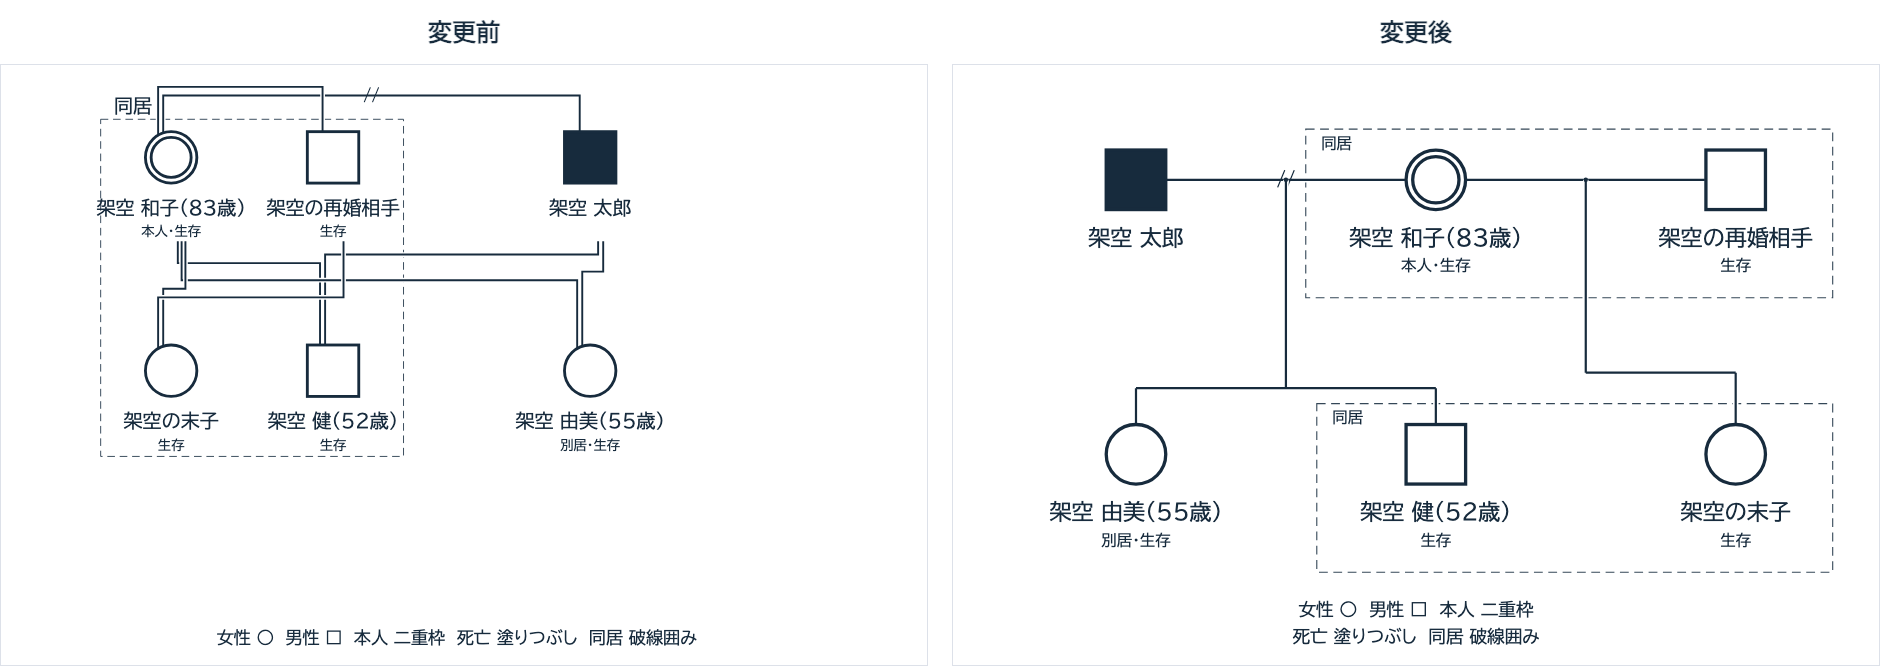 変更前
同居
架空 和子(83歳)
本人・生存
架空の再婚相手
生存
架空 太郎
架空の末子
生存
架空 健(52歳)
生存
架空 由美(55歳)
別居・生存
女性 ○ 男性 □ 本人 二重枠 死亡 塗りつぶし 同居 破線囲み
変更後
同居
架空 太郎
架空 和子(83歳)
本人・生存
架空の再婚相手
生存
同居
架空 由美(55歳)
別居・生存
架空 健(52歳)
生存
架空の末子
生存
女性 ○ 男性 □ 本人 二重枠
死亡 塗りつぶし 同居 破線囲み